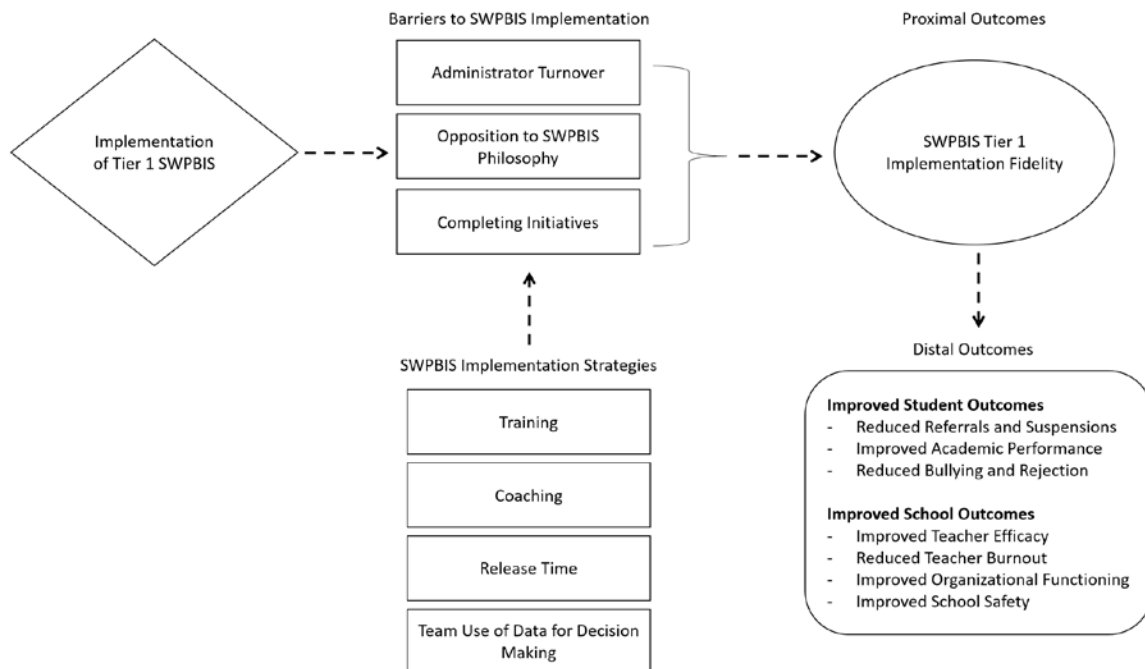 Barriers to SWPBIS Implementation
Proximal Outcomes
Implementation
of Tier 1 SWPBIS
Administrator Turnover
Opposition to SWPBIS
Philosophy
Completing Initiatives
SWPBIS Tier 1
Implementation Fidelity
SWPBIS Implementation Strategies
Training
Coaching
Release Time
Team Use of Data for Decision
Making
Distal Outcomes
Improved Student Outcomes
- Reduced Referrals and Suspensions
- Improved Academic Performance
- Reduced Bullying and Rejection
Improved School Outcomes
- Improved Teacher Efficacy
- Reduced Teacher Burnout
- Improved Organizational Functioning
- Improved School Safety